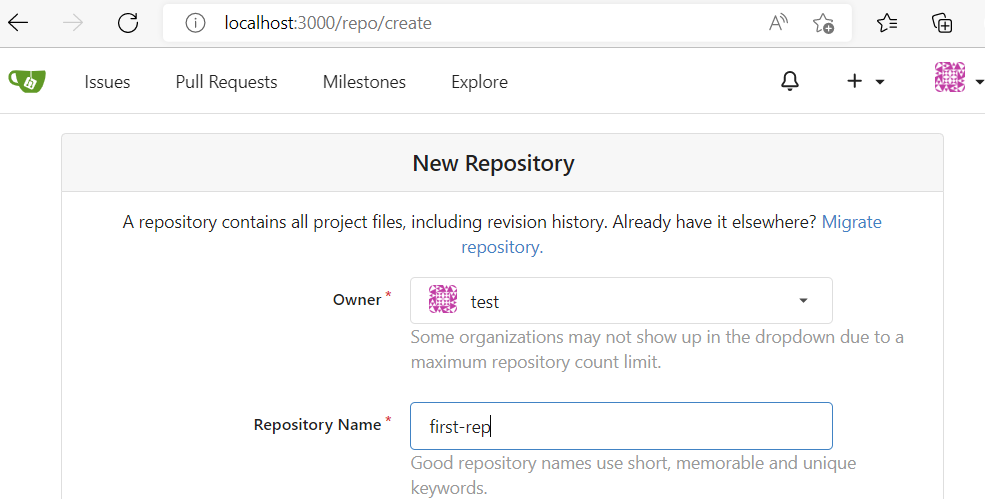 localhost:3000/repo/create
Issues Pull Requests Milestones Explore
New Repository
A repository contains all project files, including revision history. Already have it elsewhere? Migrate
repository.
Owner * test
Some organizations may not show up in the dropdown due to a
maximum repository count limit.
Repository Name * first-rep
Good repository names use short, memorable and unique
keywords.